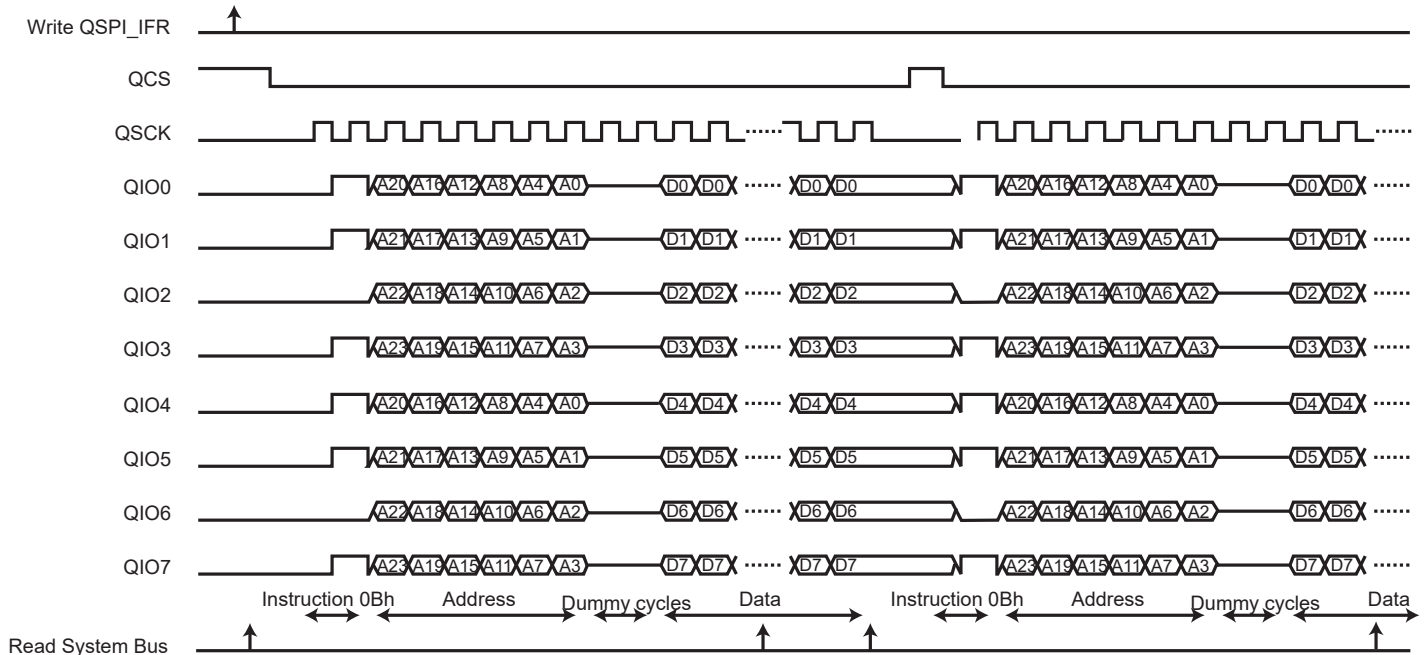 Write QSPI_IFR
QCS
QSCK
QIO0 A20 A16 A12 A8 A4 A0 D0 D0 D0 D0 A20 A16 A12 A8 A4 A0 D0 D0
QIO1 A21 A17 A13 A9 A5 A1 D1 D1 D1 D1 A21 A17 A13 A9 A5 A1 D1 D1
QIO2 A22 A18 A14 A10 A6 A2 D2 D2 D2 D2 A22 A18 A14 A10 A6 A2 D2 D2
QIO3 A23 A19 A15 A11 A7 A3 D3 D3 D3 D3 A23 A19 A15 A11 A7 A3 D3 D3
QIO4 A20 A16 A12 A8 A4 A0 D4 D4 D4 D4 A20 A16 A12 A8 A4 A0 D4 D4
QIO5 A21 A17 A13 A9 A5 A1 D5 D5 D5 D5 A21 A17 A13 A9 A5 A1 D5 D5
QIO6 A22 A18 A14 A10 A6 A2 D6 D6 D6 D6 A22 A18 A14 A10 A6 A2 D6 D6
QIO7 A23 A19 A15 A11 A7 A3 D7 D7 D7 D7 A23 A19 A15 A11 A7 A3 D7 D7
Instruction 0Bh Address Dummy cycles Data Instruction 0Bh Address Dummy cycles Data
Read System Bus